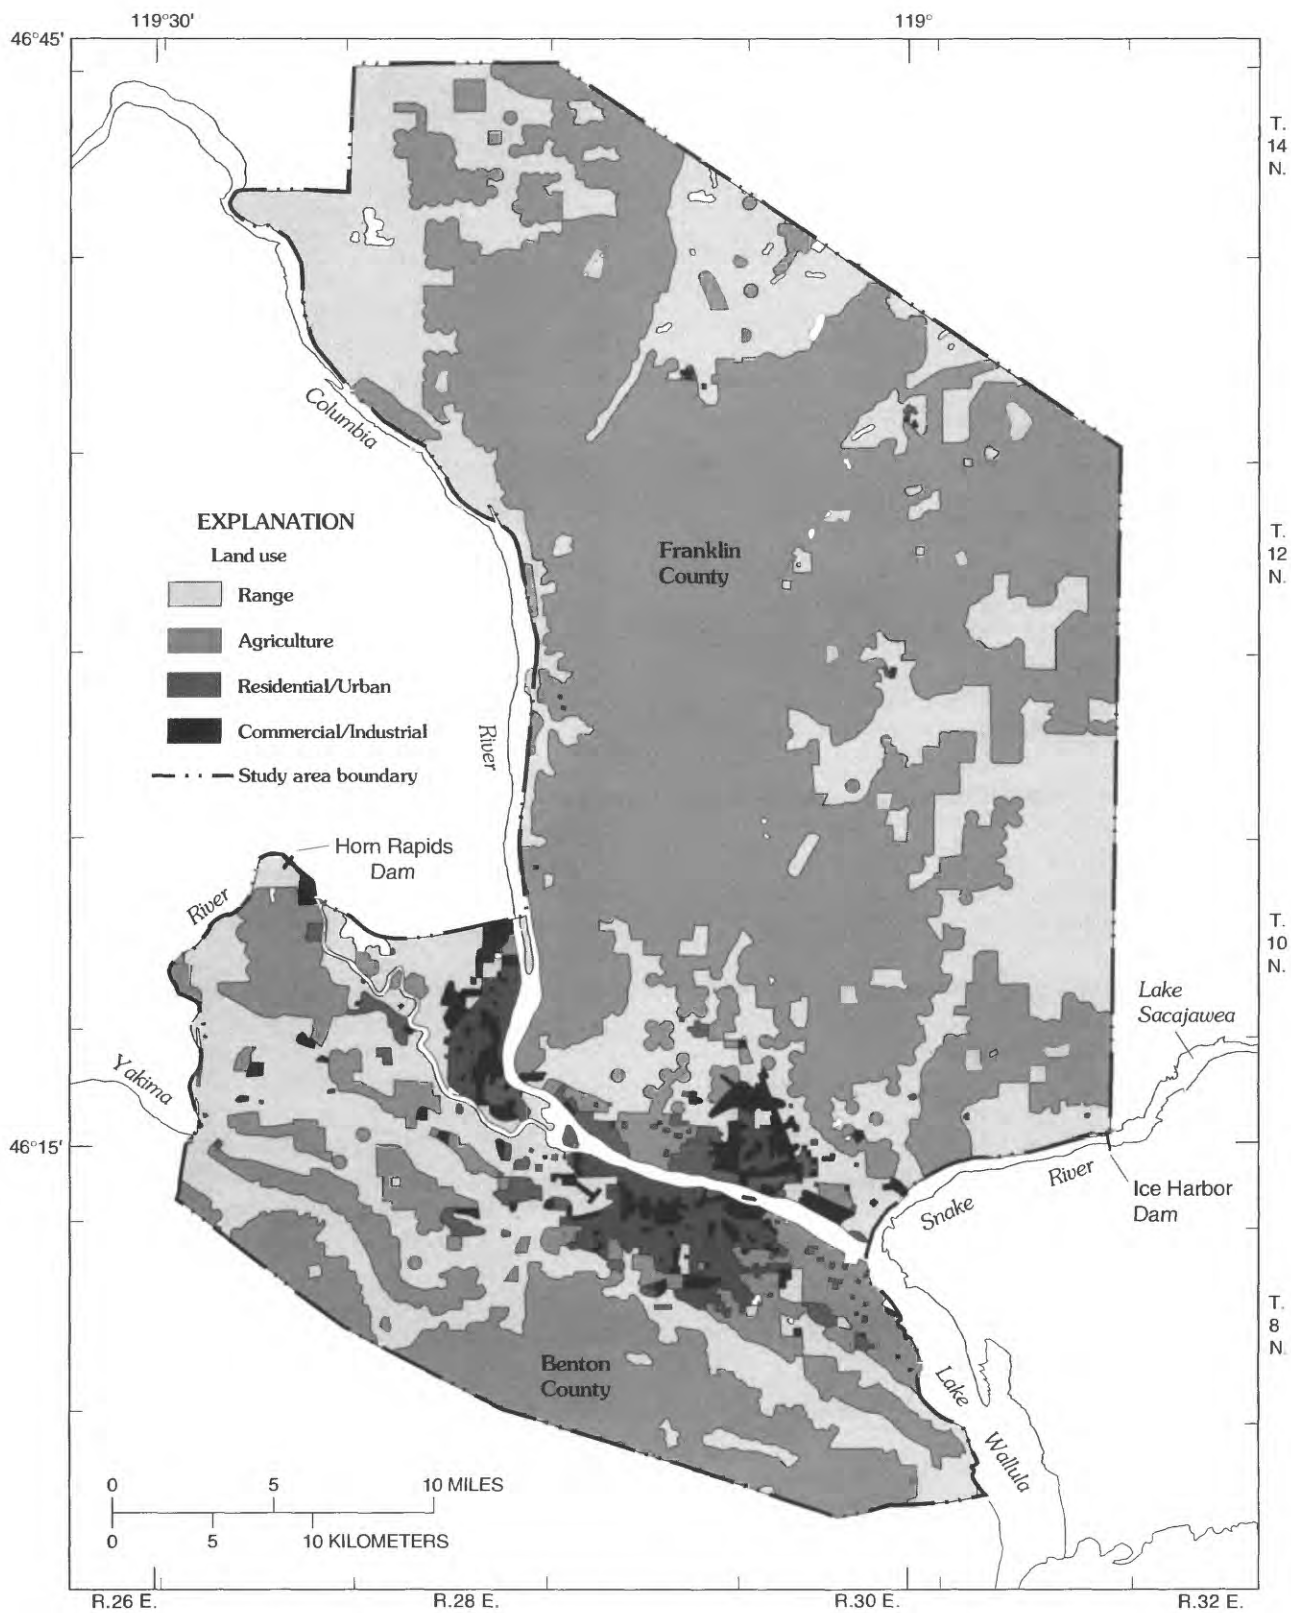 119°30'
119°
46°45'
T.
14
N.
Columbia
EXPLANATION
Land use
Range
Agriculture
Residential/Urban
Commercial/Industrial
Study area boundary
Franklin
County
T.
12
N.
River
Horn Rapids
Dam
River
T.
10
N.
Lake
Sacajawea
Yakima
46°15'
River
Snake
Ice Harbor
Dam
T.
8
N.
Benton
County
Lake
Wallula
0 5 10 MILES
0 5 10 KILOMETERS
R.26 E. R.28 E. R.30 E. R.32 E.